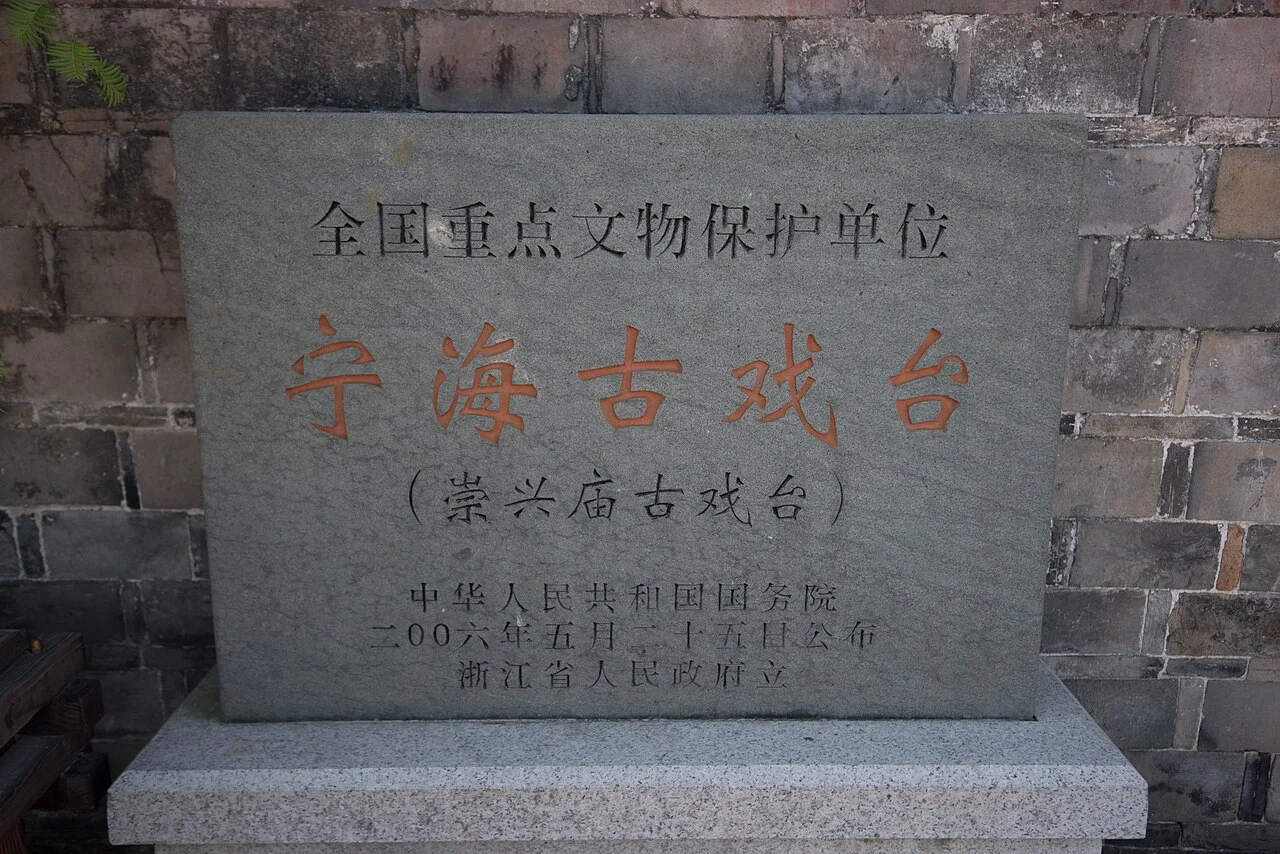 全国重点文物保护单位
宁海古戏台
（崇兴庙古戏台）
中华人民共和国国务院
二00六年五月二十五日公布
浙江省人民政府立